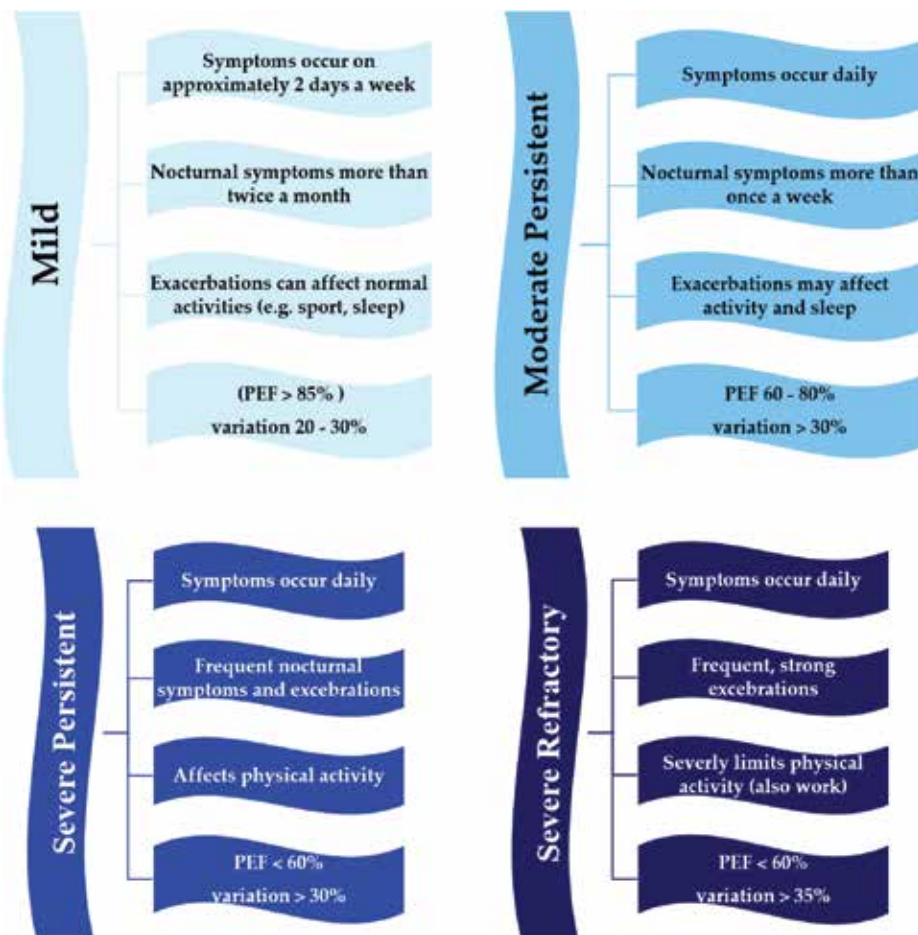 Mild
Symptoms occur on
approximately 2 days a week
Nocturnal symptoms more than
twice a month
Exacerbations can affect normal
activities (e.g. sport, sleep)
(PEF > 85% )
variation 20 - 30%
Moderate Persistent
Symptoms occur daily
Nocturnal symptoms more than
once a week
Exacerbations may affect
activity and sleep
PEF 60 - 80%
variation > 30%
Severe Persistent
Symptoms occur daily
Frequent nocturnal
symptoms and excebrations
Affects physical activity
PEF < 60%
variation > 30%
Severe Refractory
Symptoms occur daily
Frequent, strong
excebrations
Severly limits physical
activity (also work)
PEF < 60%
variation > 35%